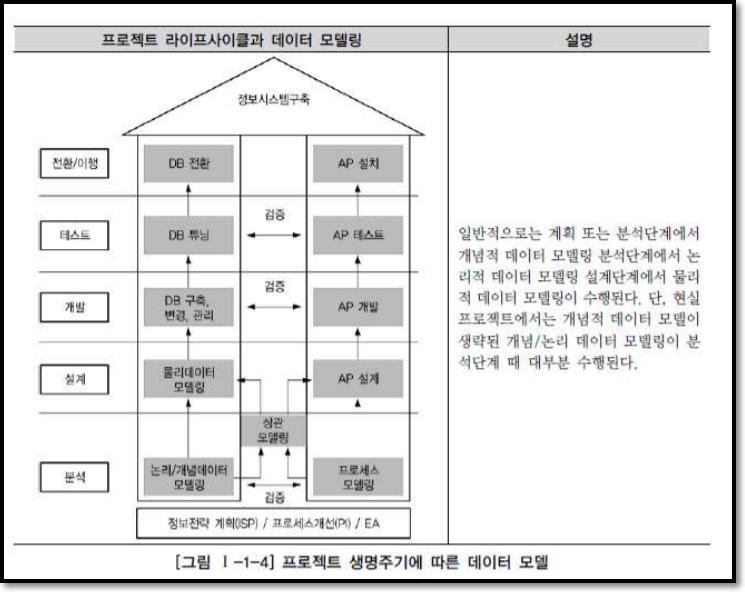 프로젝트 라이프사이클과 데이터 모델링
설명
정보시스템구축
전환/이행
DB 전환
AP 설치
테스트
DB 튜닝
검증
AP 테스트
개발
DB 구축,
변경, 관리
검증
AP 개발
설계
물리데이터
모델링
AP 설계
상관
모델링
분석
논리/개념데이터
모델링
검증
프로세스
모델링
정보전략 계획(ISP) / 프로세스개선(PI) / EA
일반적으로는 계획 또는 분석단계에서
개념적 데이터 모델링 분석단계에서 논
리적 데이터 모델링 설계단계에서 물리
적 데이터 모델링이 수행된다. 단, 현실
프로젝트에서는 개념적 데이터 모델이
생략된 개념/논리 데이터 모델링이 분
석단계 때 대부분 수행된다.
[그림 Ⅰ-1-4] 프로젝트 생명주기에 따른 데이터 모델